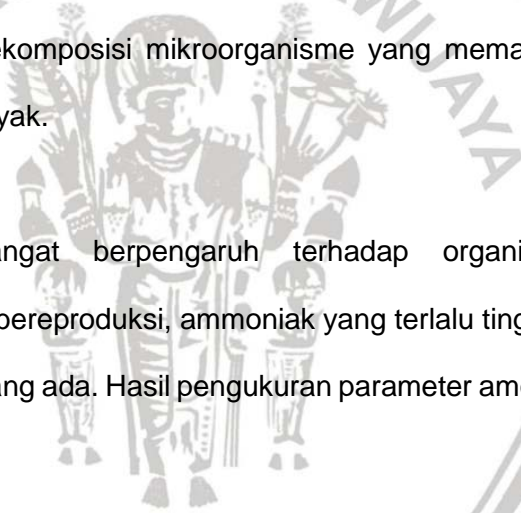 ekomposisi mikroorganisme yang mema
yak.
angat berpengaruh terhadap organi
bereproduksi, ammoniak yang terlalu ting
ang ada. Hasil pengukuran parameter am
WIJAYA